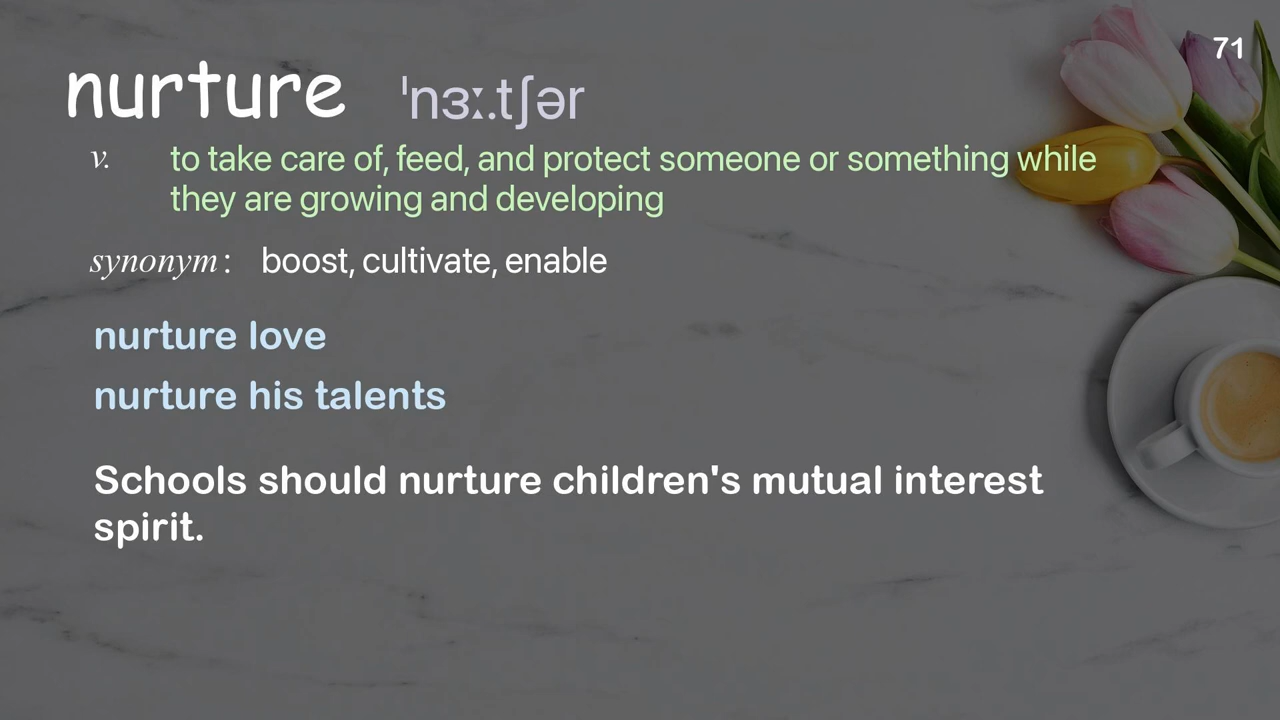 71
nurture ˈnɜː.tʃər
v. to take care of, feed, and protect someone or something while
they are growing and developing
synonym : boost, cultivate, enable
nurture love
nurture his talents
Schools should nurture children's mutual interest
spirit.